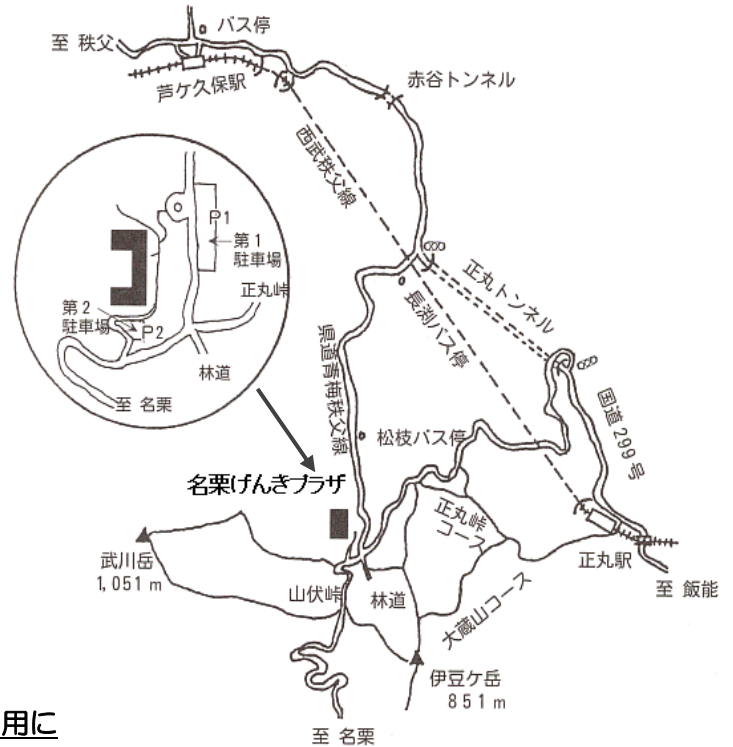 バス停
至 秩父
芦ケ久保駅
赤谷トンネル
西武秩父線
P1
第1
駐車場
正丸峠
第2
駐車場
P2
林道
至 名栗
正丸トンネル
長渕バス停
県道青梅秩父線
国道299号
松枝バス停
名栗げんきプラザ
正丸峠
コース
武川岳
1,051m
正丸駅
至 飯能
山伏峠
林道
大蔵山コース
伊豆ケ岳
851m
至 名栗
用に